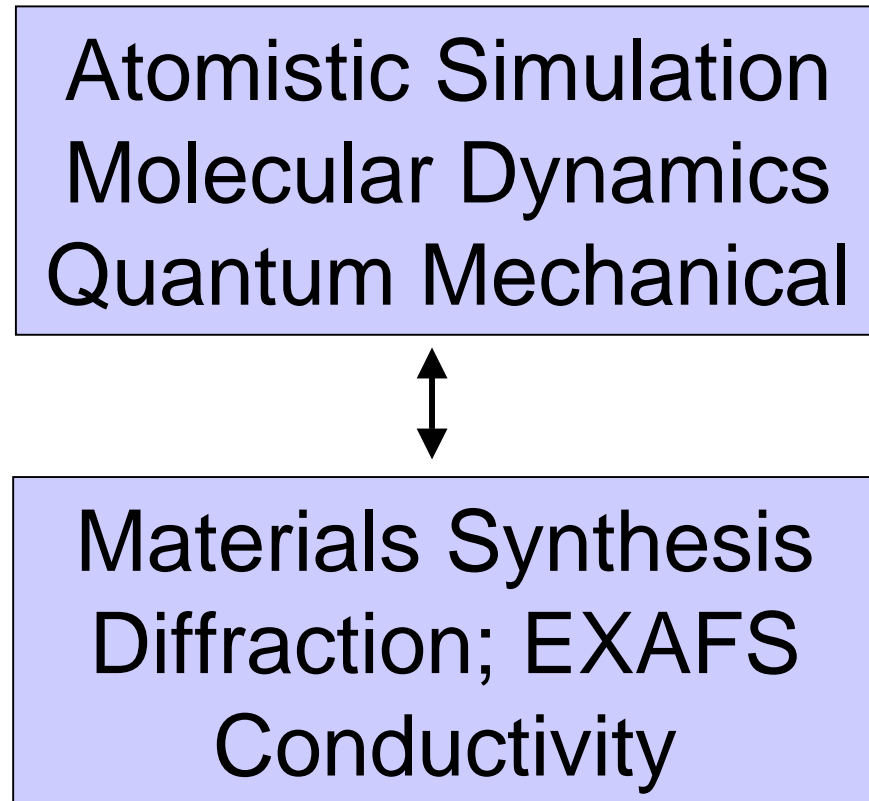 Atomistic Simulation
Molecular Dynamics
Quantum Mechanical
Materials Synthesis
Diffraction; EXAFS
Conductivity